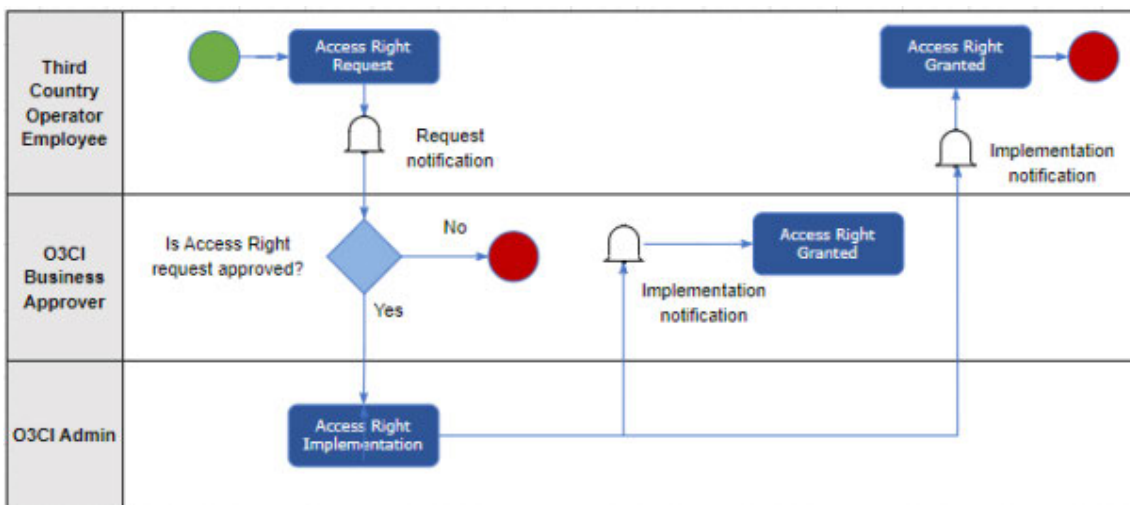 Third
Country
Operator
Employee
Access Right
Request
Request
notification
Access Right
Granted
Implementation
notification
O3CI
Business
Approver
Is Access Right
request approved?
No
Yes
Implementation
notification
Access Right
Granted
O3CI Admin
Access Right
Implementation